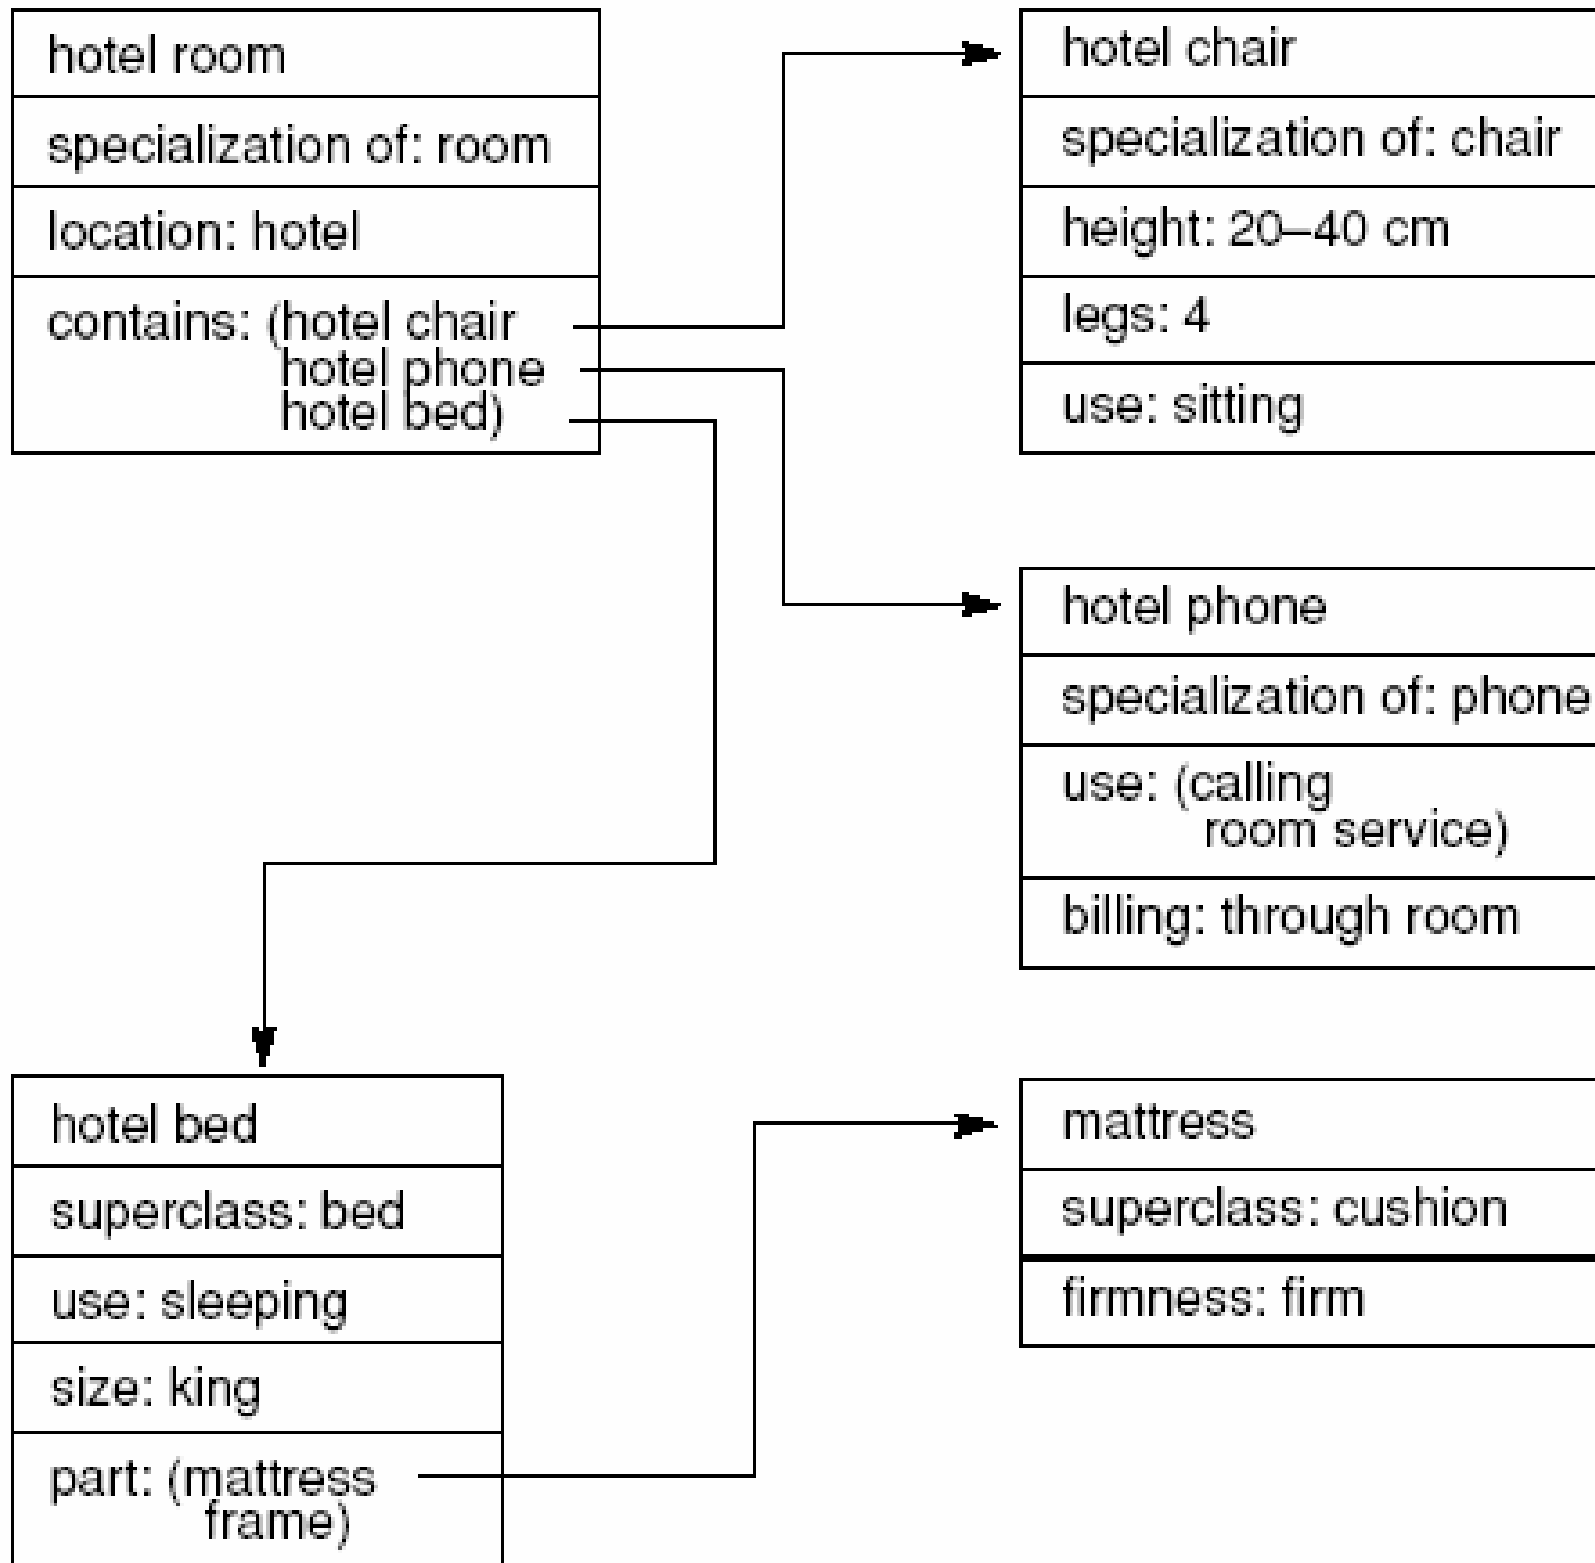 hotel room
specialization of: room
location: hotel
contains: (hotel chair
hotel phone
hotel bed)
hotel chair
specialization of: chair
height: 20–40 cm
legs: 4
use: sitting
hotel phone
specialization of: phone
use: (calling
room service)
billing: through room
hotel bed
superclass: bed
use: sleeping
size: king
part: (mattress
frame)
mattress
superclass: cushion
firmness: firm